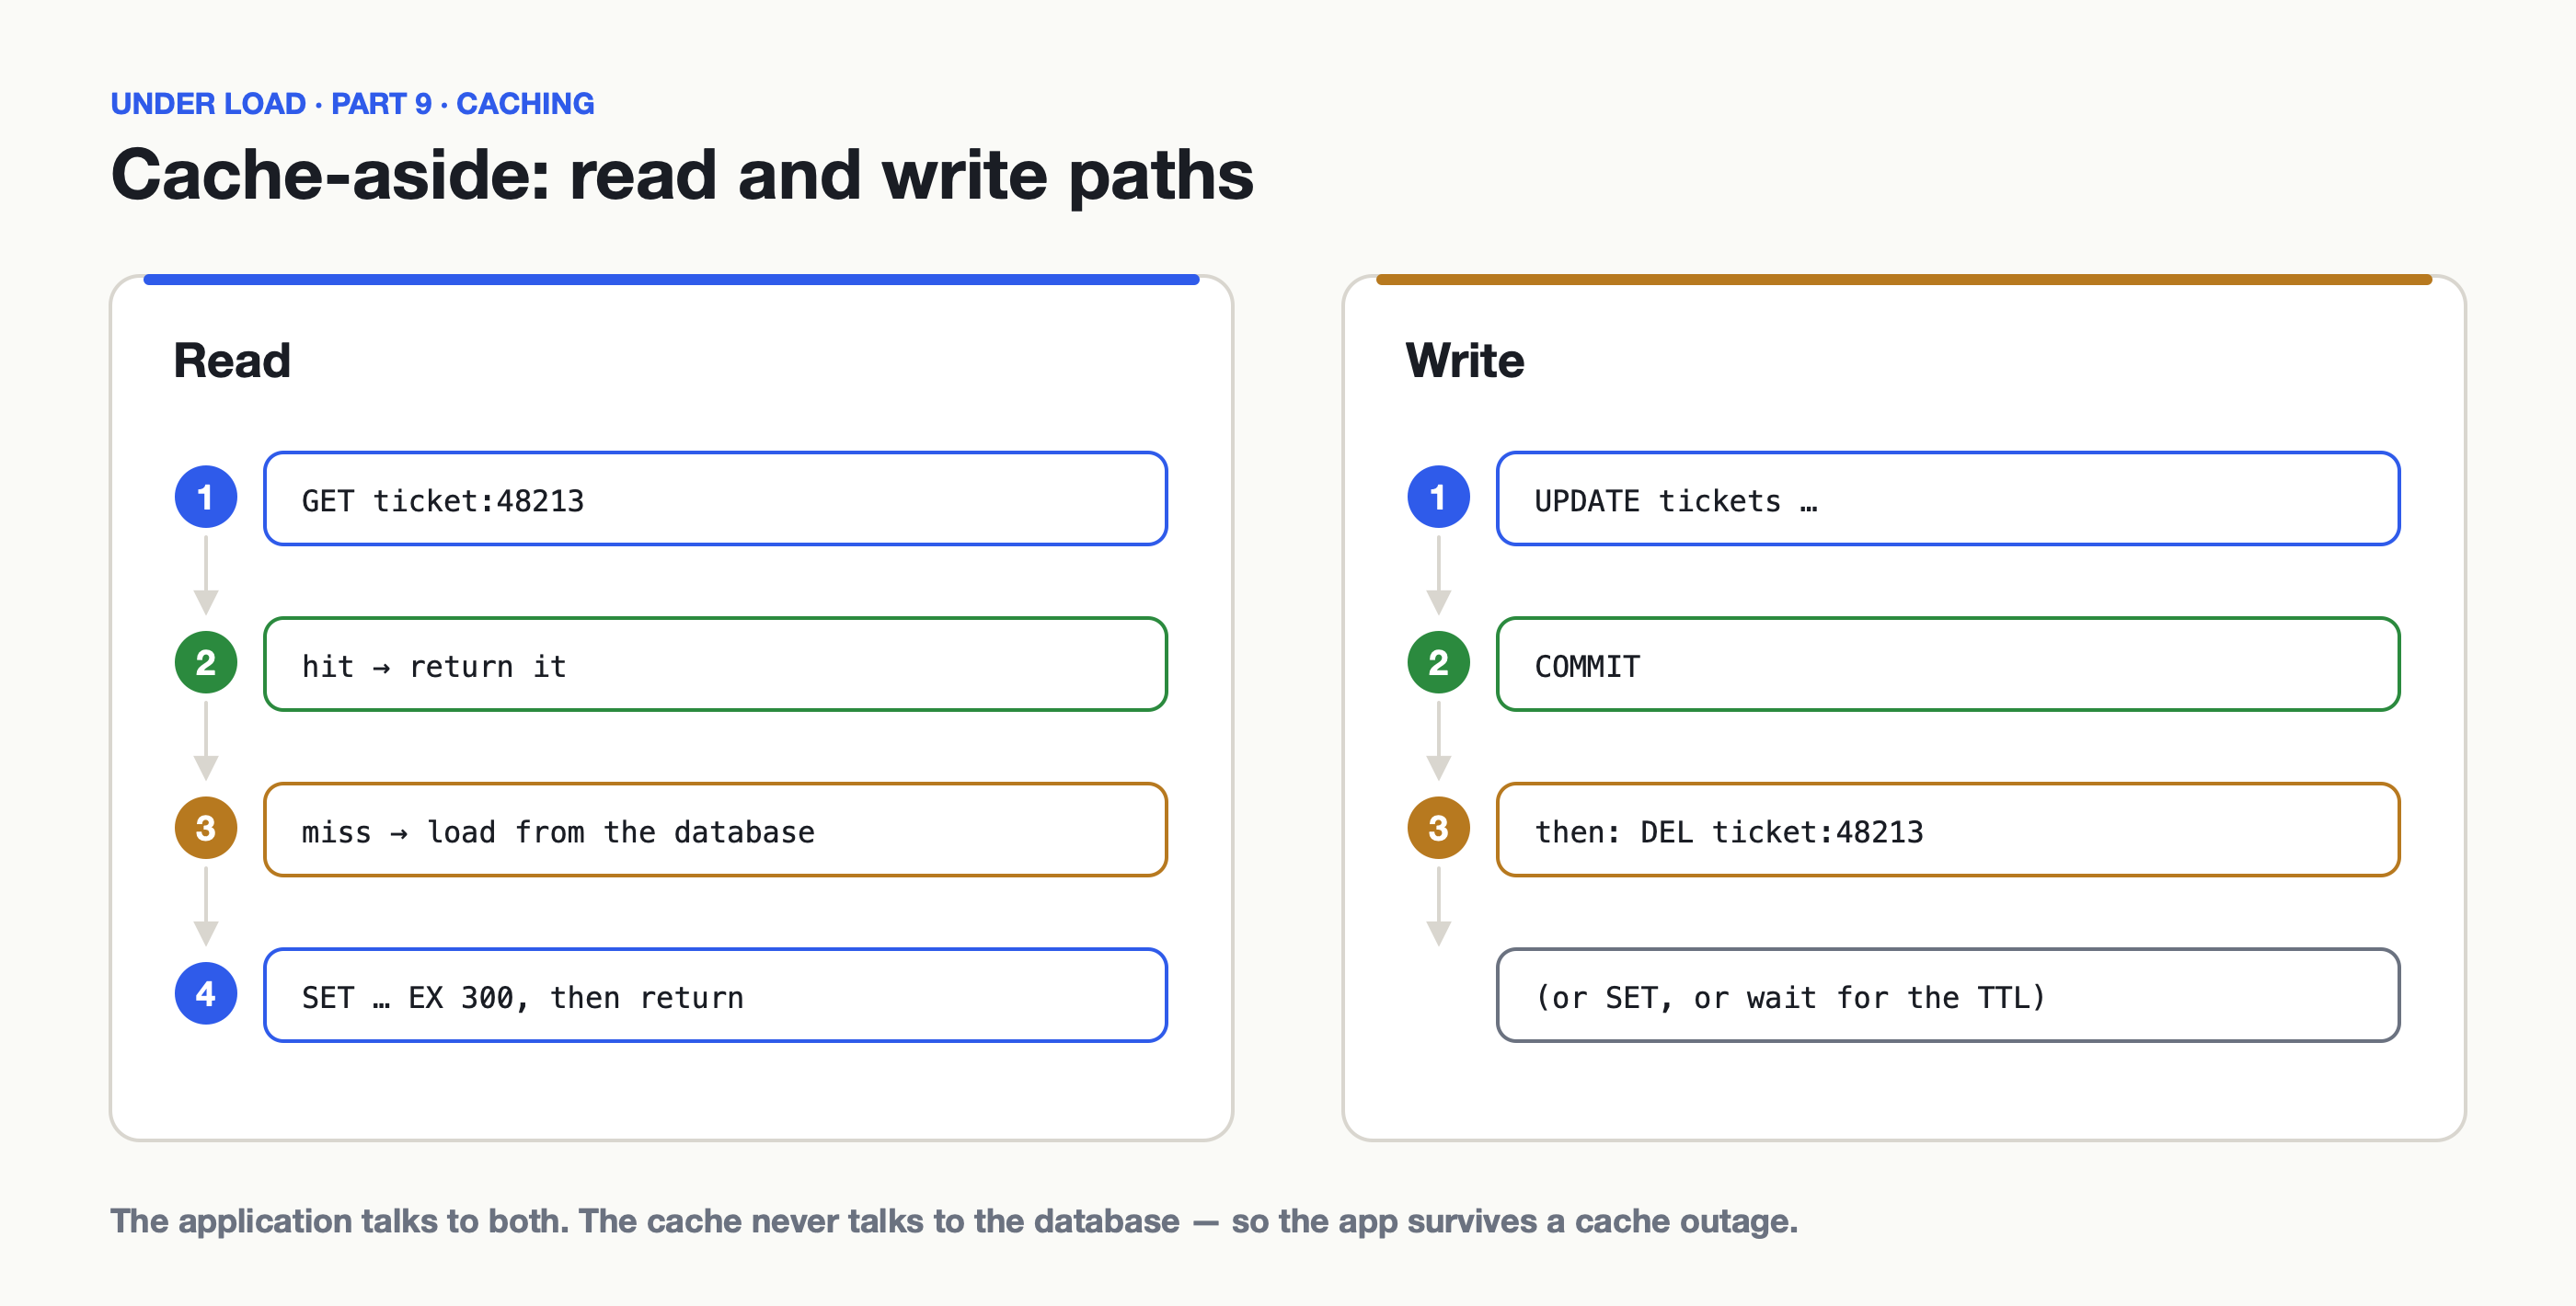 UNDER LOAD · PART 9 · CACHING
Cache-aside: read and write paths
Read
1 GET ticket:48213
2 hit → return it
3 miss → load from the database
4 SET … EX 300, then return
Write
1 UPDATE tickets …
2 COMMIT
3 then: DEL ticket:48213
(or SET, or wait for the TTL)
The application talks to both. The cache never talks to the database — so the app survives a cache outage.